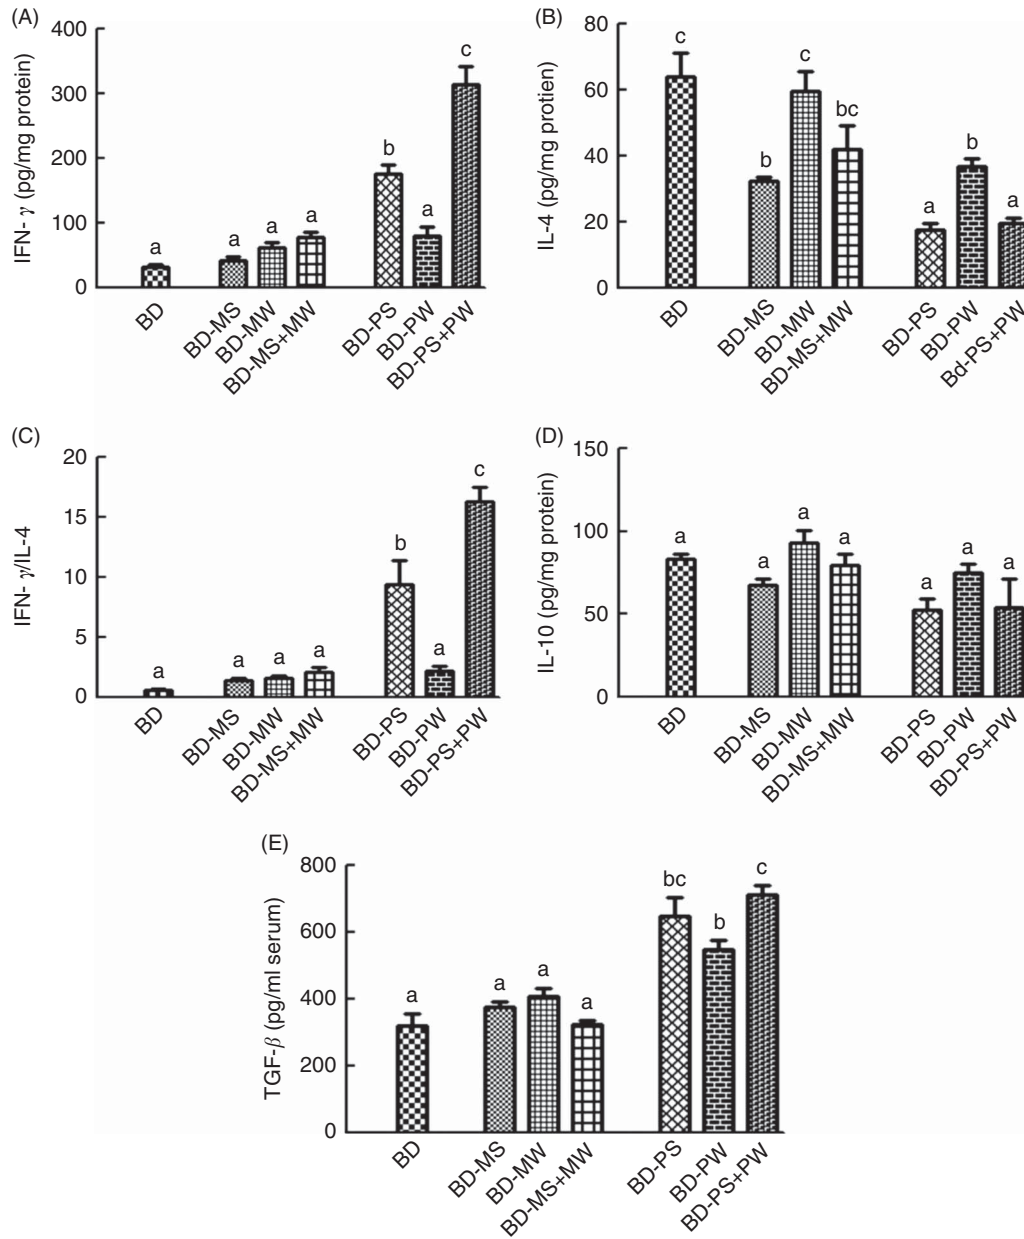 (A)
400
300
200
100
0
IFN- γ (pg/mg protein)
a
a
a
a
b
a
c
BD
BD-MS
BD-MW
BD-MS+MW
BD-PS
BD-PW
BD-PS+PW
(B)
80
60
40
20
0
IL-4 (pg/mg protien)
c
b
c
bc
a
b
a
BD
BD-MS
BD-MW
BD-MS+MW
BD-PS
BD-PW
Bd-PS+PW
(C)
20
15
10
5
0
IFN- γ/IL-4
a
a
a
a
b
a
c
BD
BD-MS
BD-MW
BD-MS+MW
BD-PS
BD-PW
BD-PS+PW
(D)
150
100
50
0
IL-10 (pg/mg protein)
a
a
a
a
a
a
a
BD
BD-MS
BD-MW
BD-MS+MW
BD-PS
BD-PW
BD-PS+PW
(E)
800
600
400
200
0
TGF-β (pg/ml serum)
a
a
a
a
bc
b
c
BD
BD-MS
BD-MW
BD-MS+MW
BD-PS
BD-PW
BD-PS+PW